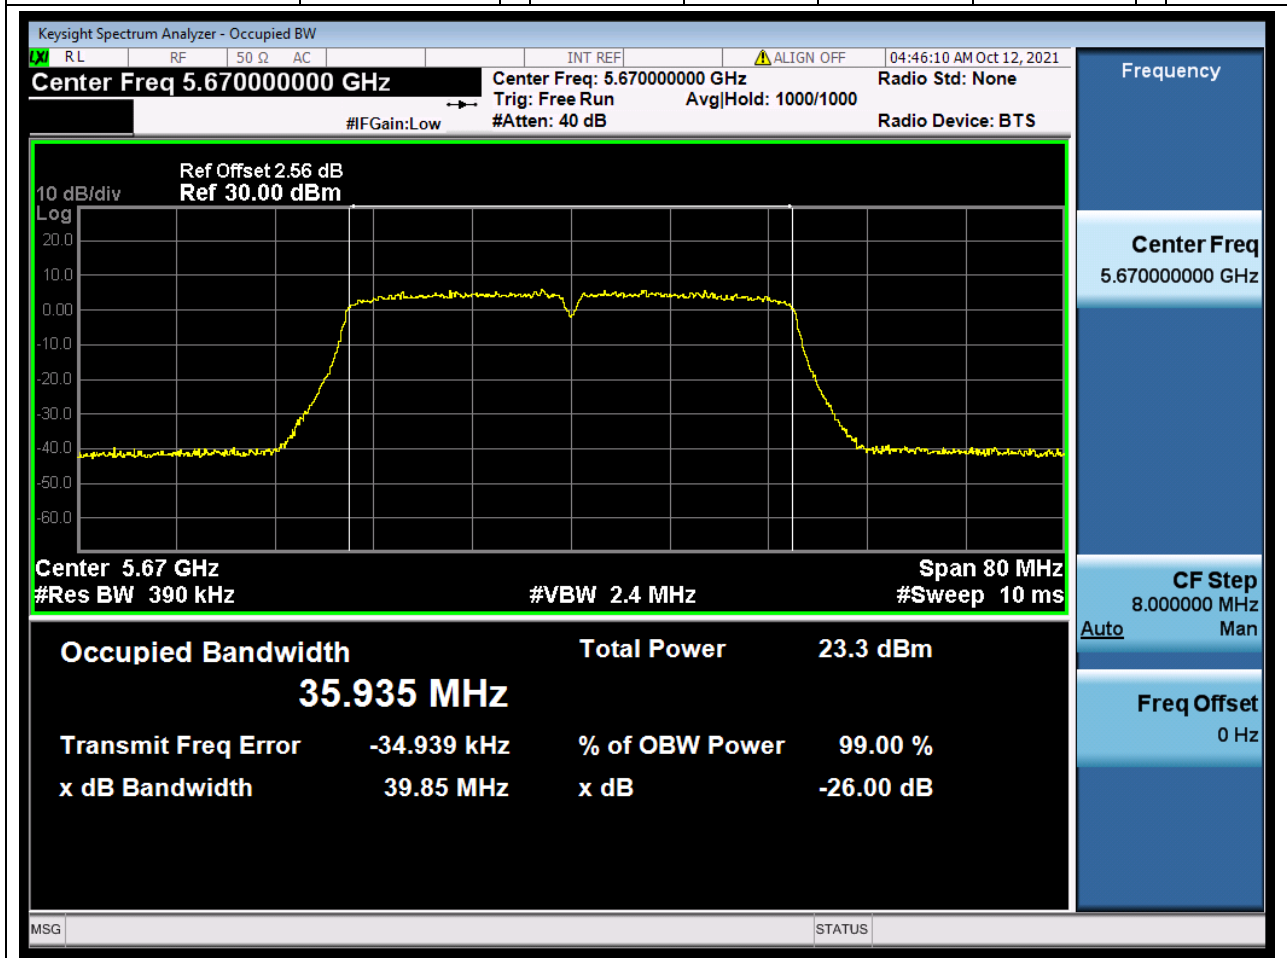 Keysight Spectrum Analyzer - Occupied BW
LXI RL RF 50 Ω AC INT REF ALIGN OFF 04:46:10 AM Oct 12, 2021
Center Freq 5.670000000 GHz
Center Freq: 5.670000000 GHz
Radio Std: None
Trig: Free Run Avg|Hold: 1000/1000
#IFGain:Low
#Atten: 40 dB
Radio Device: BTS
Ref Offset 2.56 dB
10 dB/div Ref 30.00 dBm
Log
20.0
10.0
0.00
-10.0
-20.0
-30.0
-40.0
-50.0
-60.0
Center 5.67 GHz Span 80 MHz
#Res BW 390 kHz #VBW 2.4 MHz #Sweep 10 ms
Occupied Bandwidth Total Power 23.3 dBm
35.935 MHz
Transmit Freq Error -34.939 kHz % of OBW Power 99.00 %
x dB Bandwidth 39.85 MHz x dB -26.00 dB
MSG STATUS
Frequency
Center Freq
5.670000000 GHz
CF Step
8.000000 MHz
Auto Man
Freq Offset
0 Hz